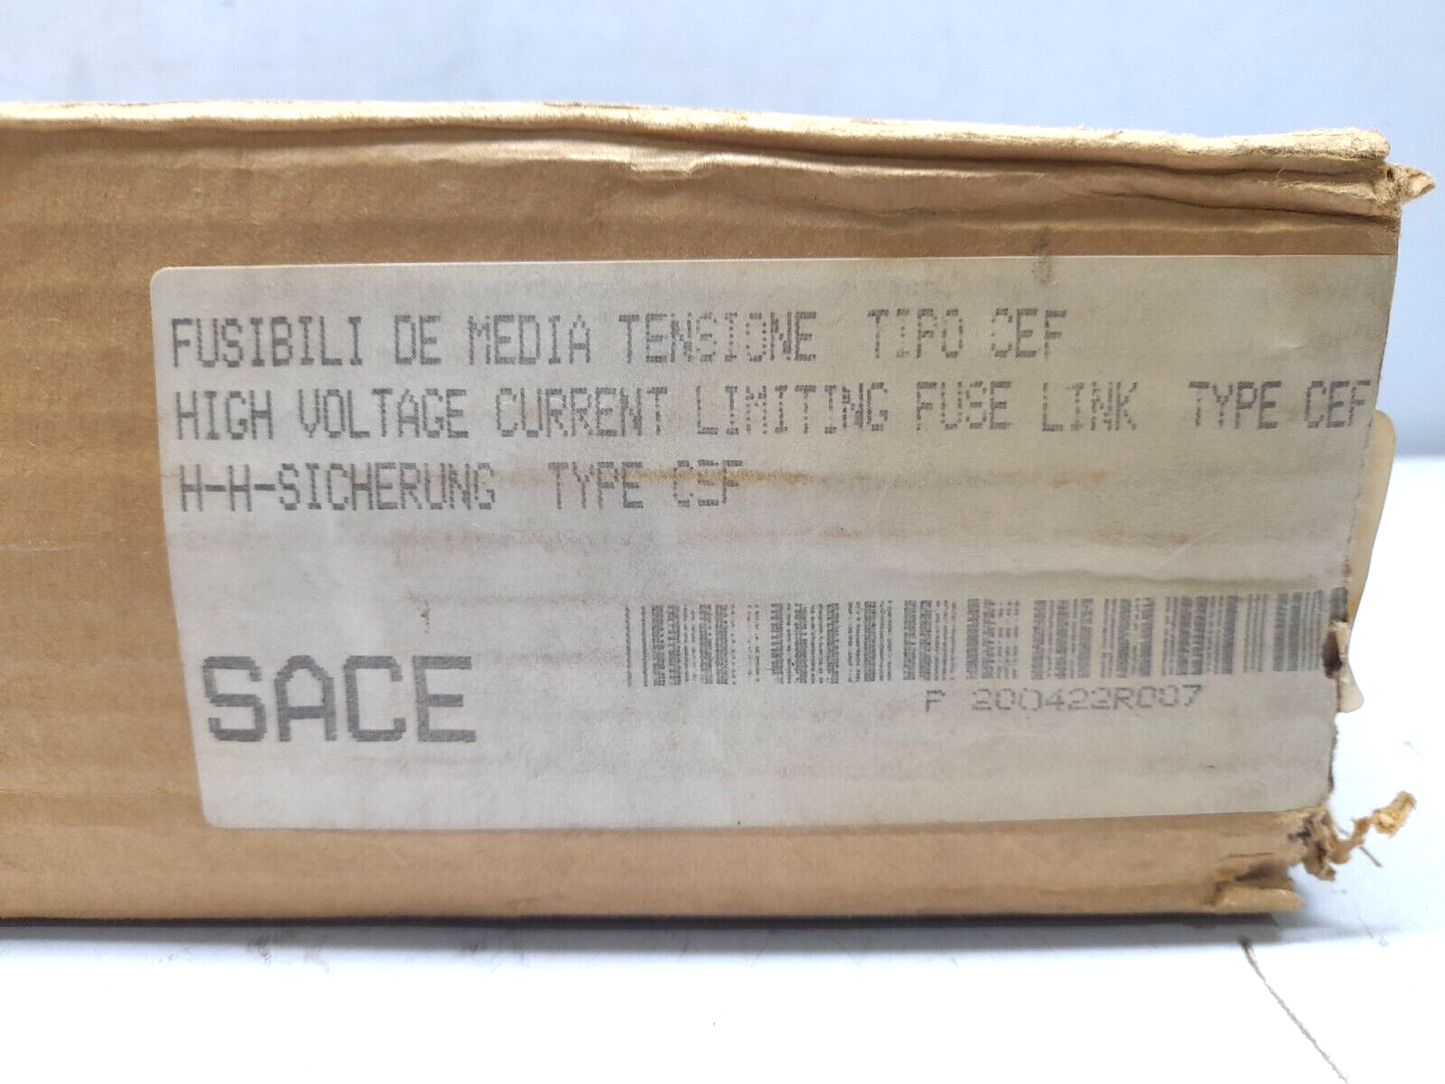 FUSIBILI DE MEDIA TENSIONE TIPO CEF
HIGH VOLTAGE CURRENT LIMITING FUSE LINK TYPE CEF
H-H-SICHERUNG TYPE CEF
SACE
P 200422R007